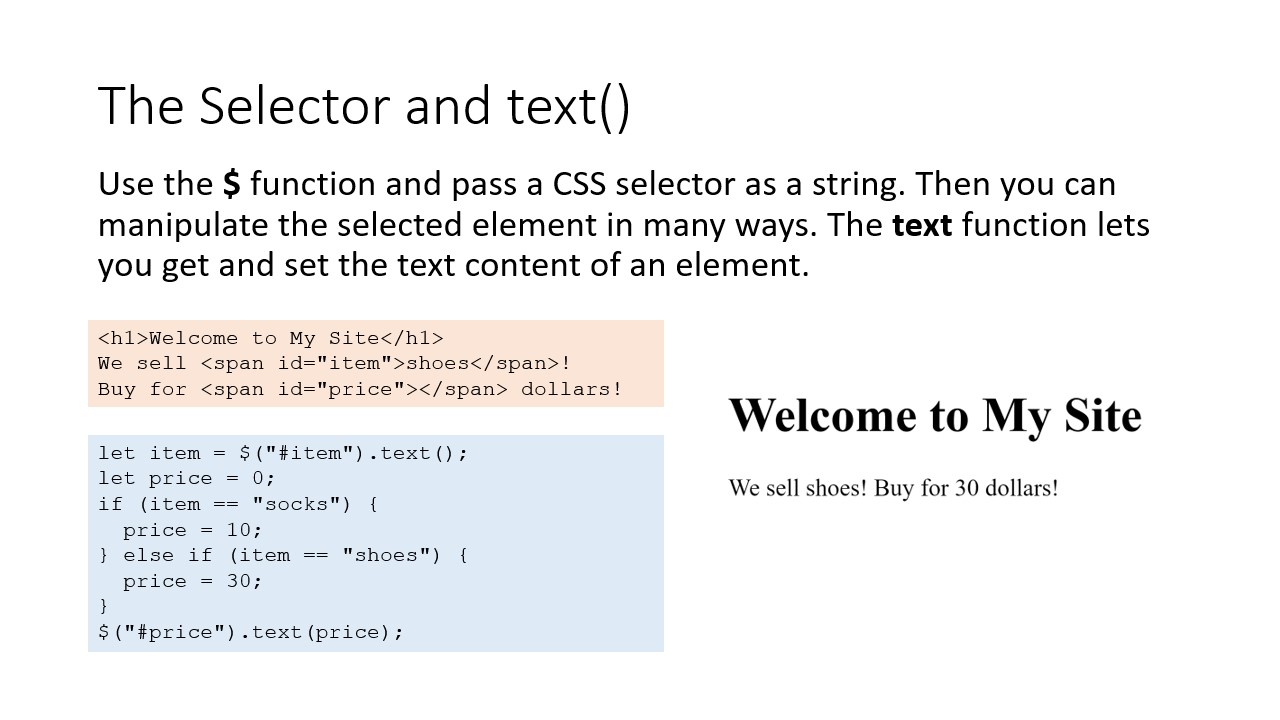 The Selector and text()
Use the $ function and pass a CSS selector as a string. Then you can
manipulate the selected element in many ways. The text function lets
you get and set the text content of an element.
<h1>Welcome to My Site</h1>
We sell <span id="item">shoes</span>!
Buy for <span id="price"></span> dollars!
let item = $("#item").text();
let price = 0;
if (item == "socks") {
  price = 10;
} else if (item == "shoes") {
  price = 30;
}
$("#price").text(price);
Welcome to My Site
We sell shoes! Buy for 30 dollars!